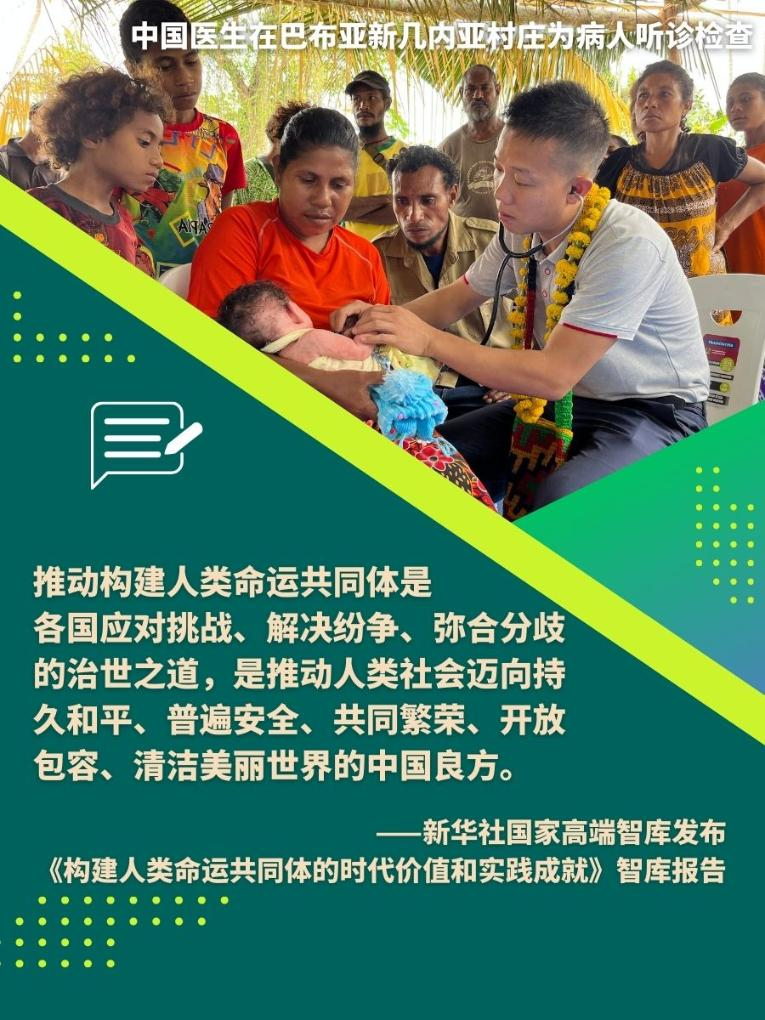 中国医生在巴布亚新几内亚村庄为病人听诊检查
推动构建人类命运共同体是
各国应对挑战、解决纷争、弥合分歧
的治世之道，是推动人类社会迈向持
久和平、普遍安全、共同繁荣、开放
包容、清洁美丽世界的中国良方。
——新华社国家高端智库发布
《构建人类命运共同体的时代价值和实践成就》智库报告